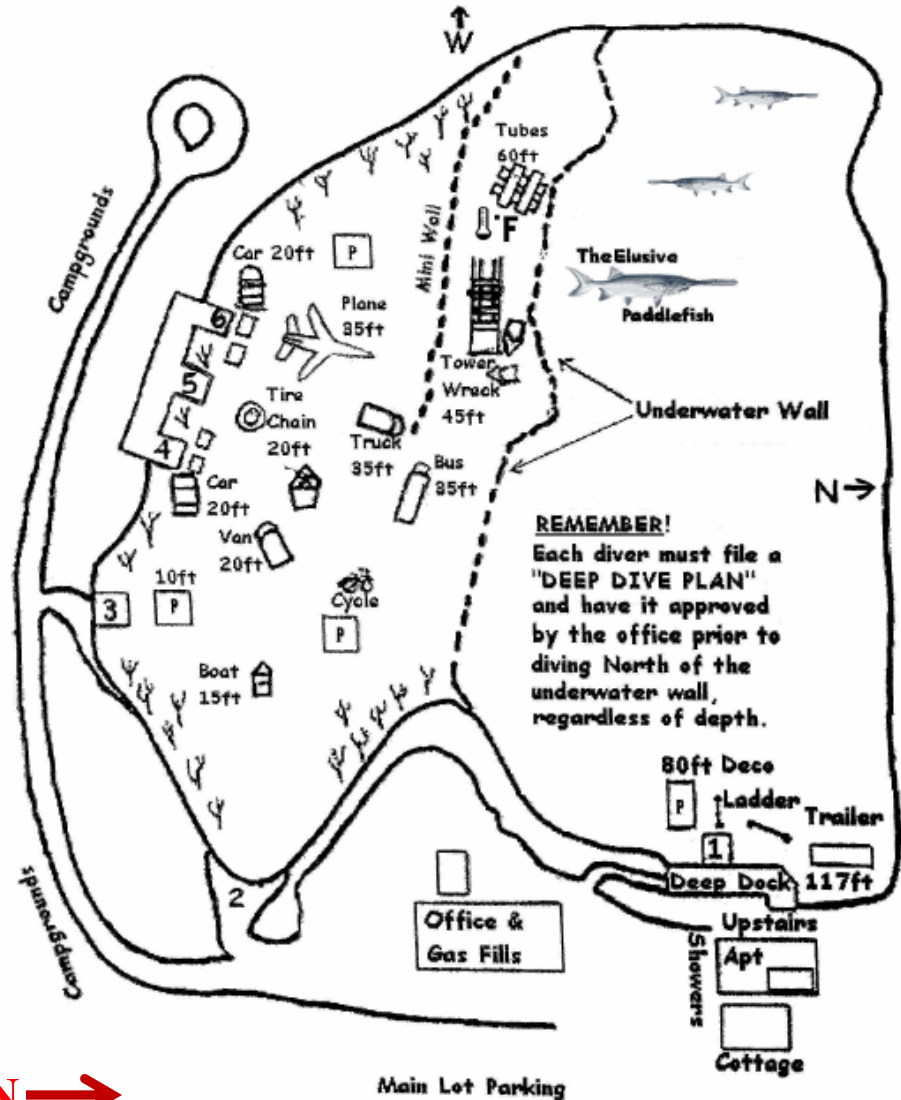 W
Tubes
60ft
°F
Campgrounds
Mini Wall
Car 20ft
P
The Elusive
Paddlefish
Plane
35ft
6
5
4
Tower
Wreck
45ft
Tire
Chain
20ft
Truck
35ft
Underwater Wall
Bus
35ft
Car
20ft
N
Van
20ft
REMEMBER!
Each diver must file a
"DEEP DIVE PLAN"
and have it approved
by the office prior to
diving North of the
underwater wall,
regardless of depth.
10ft
P
3
Cycle
P
Boat
15ft
80ft Deco
P
Ladder
Trailer
1
Deep Dock
117ft
2
Campgrounds
Office &
Gas Fills
Upstairs
Showers
Apt
Cottage
N
Main Lot Parking